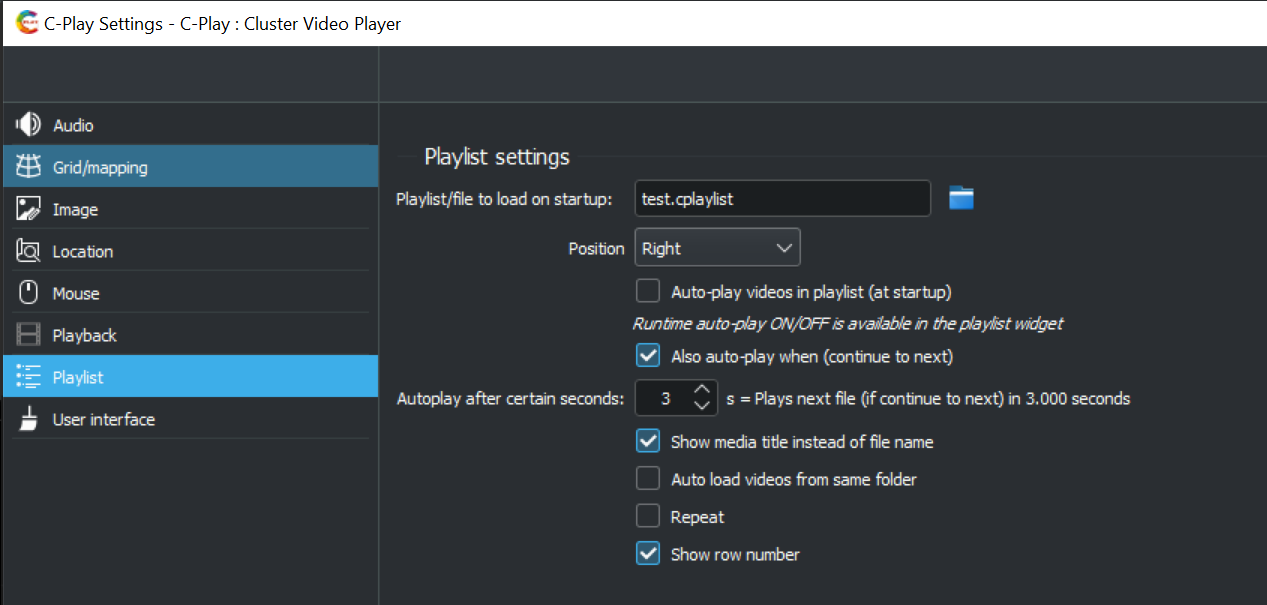 C-Play Settings - C-Play : Cluster Video Player
Audio
Grid/mapping
Image
Location
Mouse
Playback
Playlist
User interface
Playlist settings
Playlist/file to load on startup: test.cplaylist
Position Right
Auto-play videos in playlist (at startup)
Runtime auto-play ON/OFF is available in the playlist widget
Also auto-play when (continue to next)
Autoplay after certain seconds: 3 s = Plays next file (if continue to next) in 3.000 seconds
Show media title instead of file name
Auto load videos from same folder
Repeat
Show row number